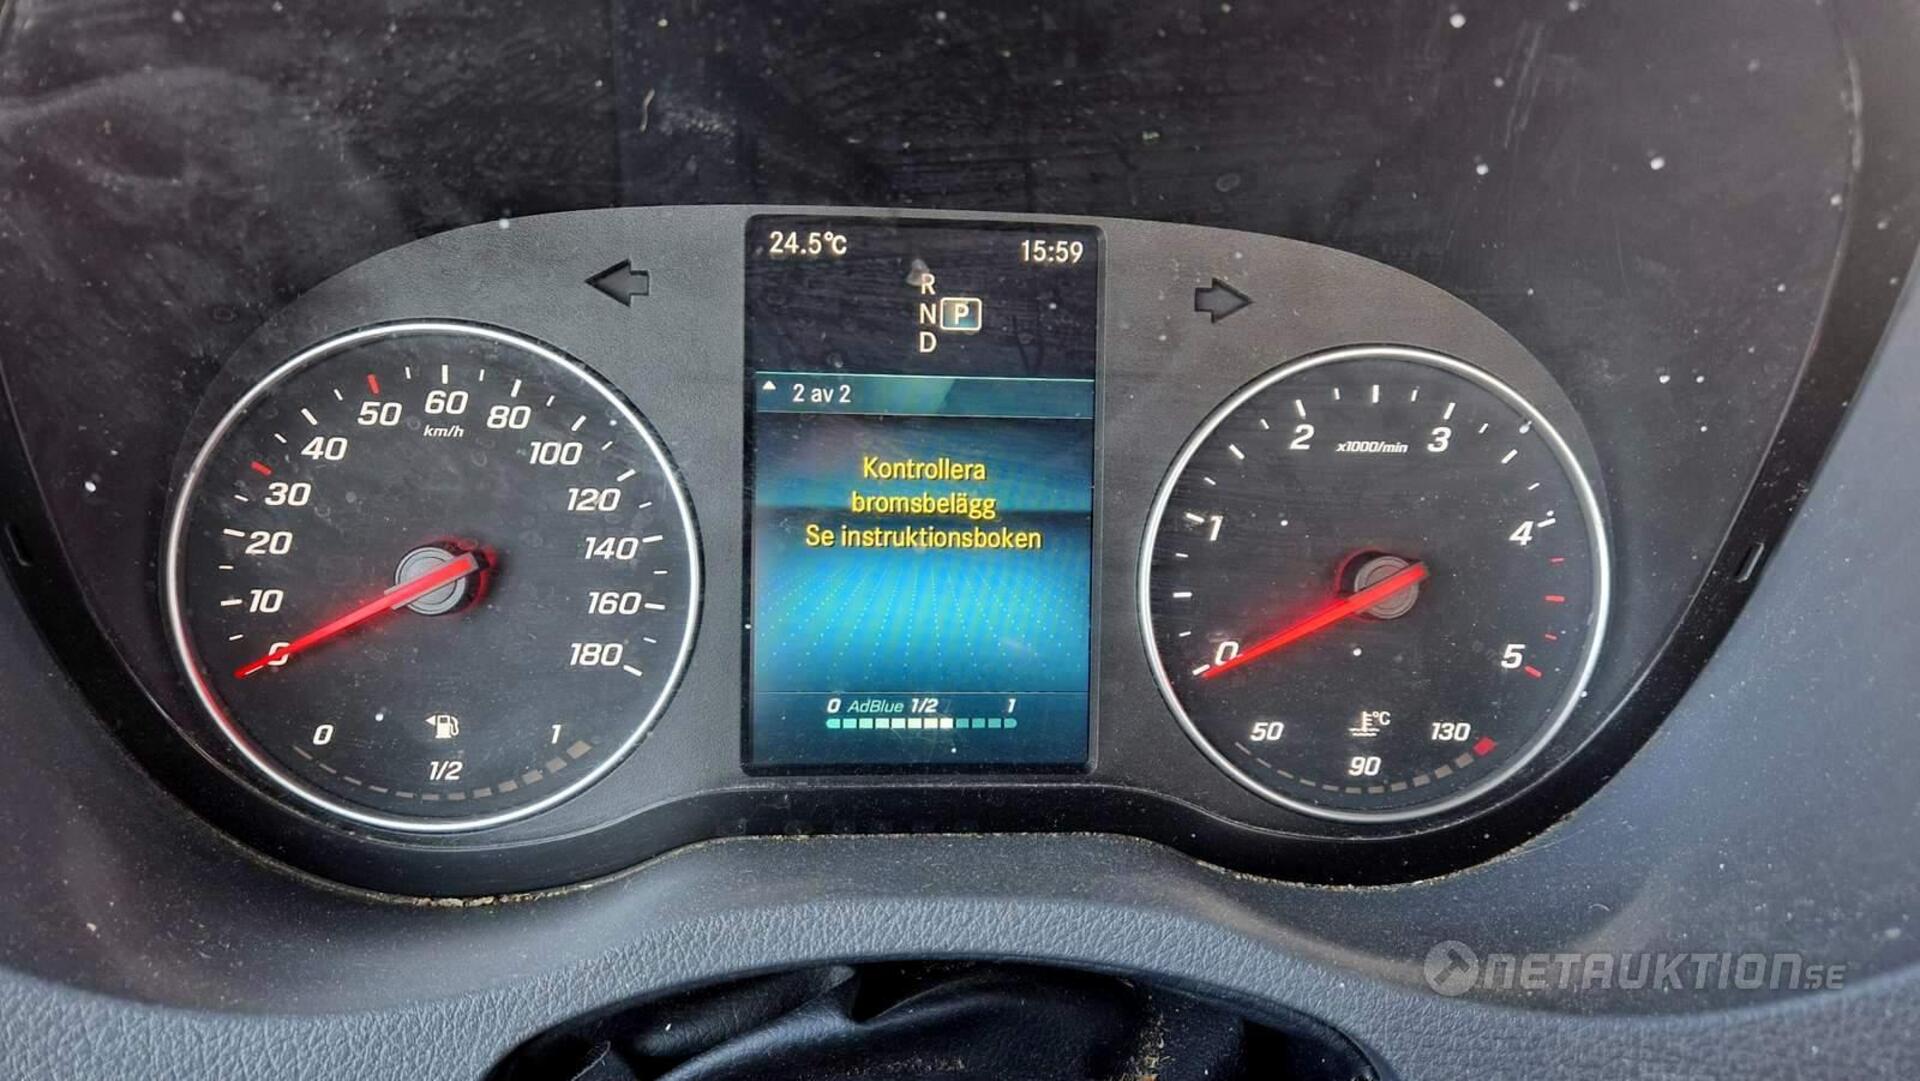 24.5°C 15:59
R
N P
D
2 av 2
Kontrollera
bromsbelägg
Se instruktionsboken
0 AdBlue 1/2 1
0 10 20 30 40 50 60 80 100 120 140 160 180
km/h
0 1/2 1
0 1 2 3 4 5
x1000/min
50 90 130
°C
NETAUKTION.SE